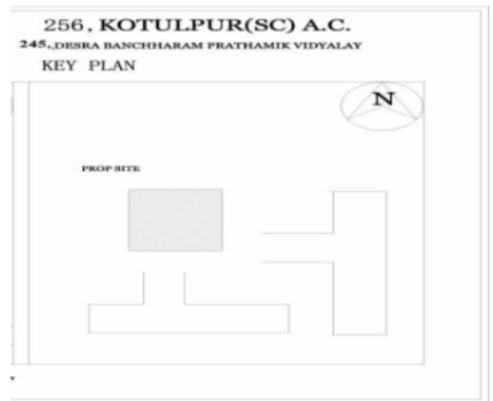 256, KOTULPUR(SC) A.C.
245,.DESRA BANCHHARAM PRATHAMIK VIDYALAY
KEY PLAN
N
PROP SITE